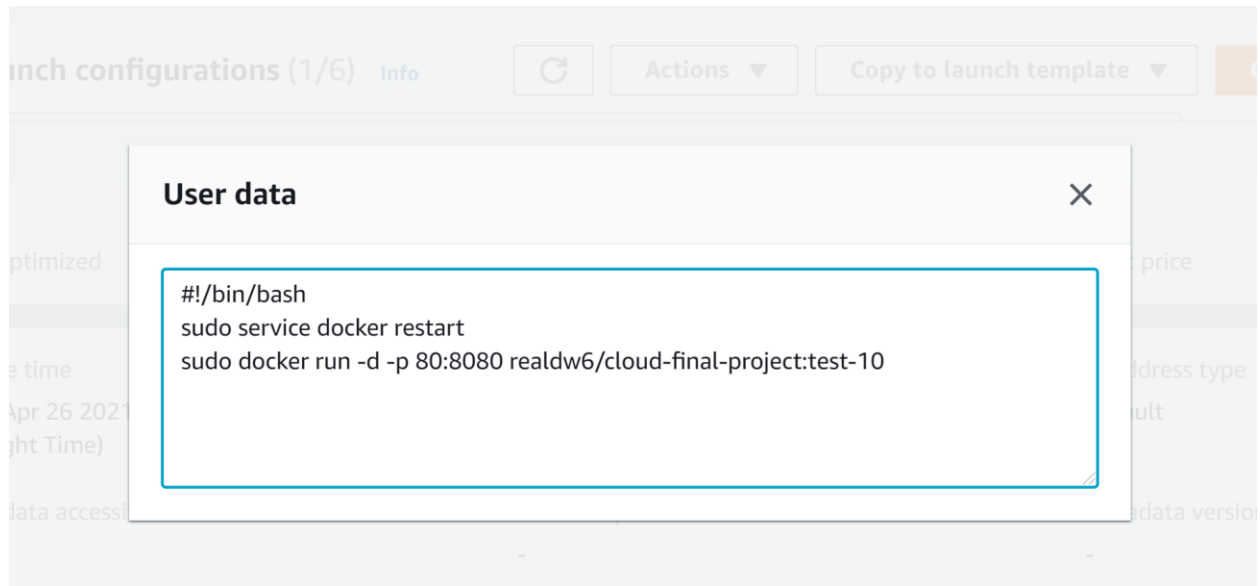 unch configurations (1/6) Info
Actions
Copy to launch template
User data
#!/bin/bash
sudo service docker restart
sudo docker run -d -p 80:8080 realdw6/cloud-final-project:test-10
ptimized
price
e time
ddress type
Apr 26 2021
ult
ght Time)
data accessi
adata version
-
-